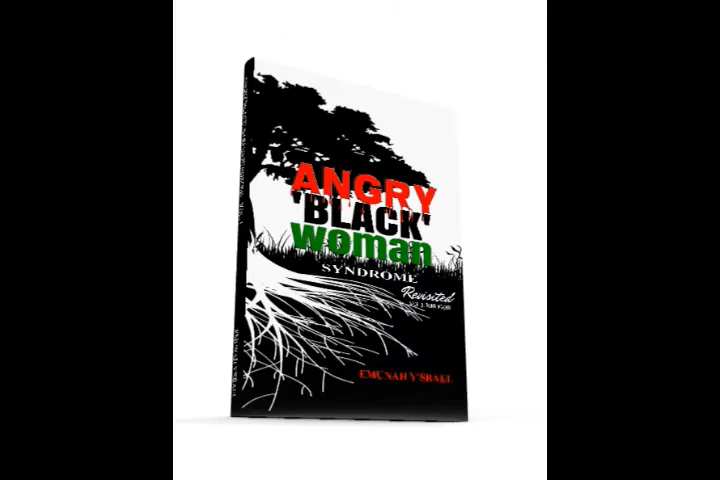 ANGRY
'BLACK'
woman
SYNDROME
Revisited
EMUNAH Y'SRAEL